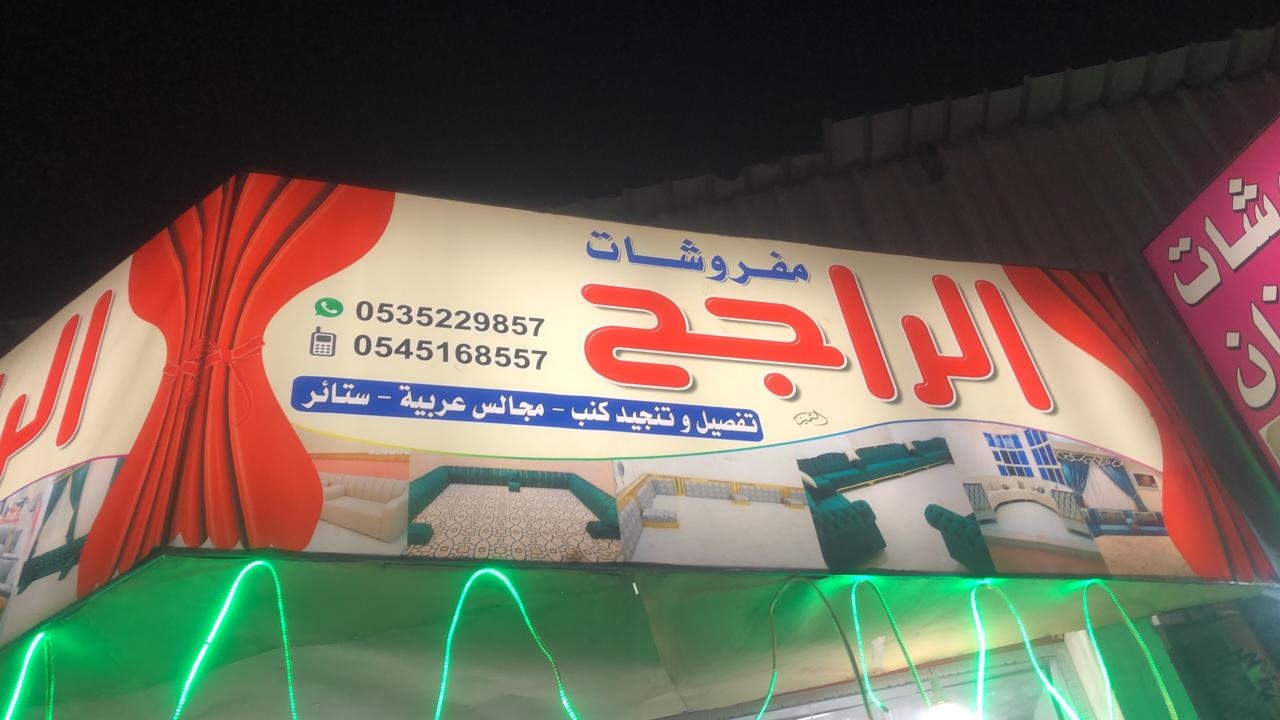 مفروشات
الراجح
0535229857
0545168557
تفصيل و تنجيد كنب - مجالس عربية - ستائر